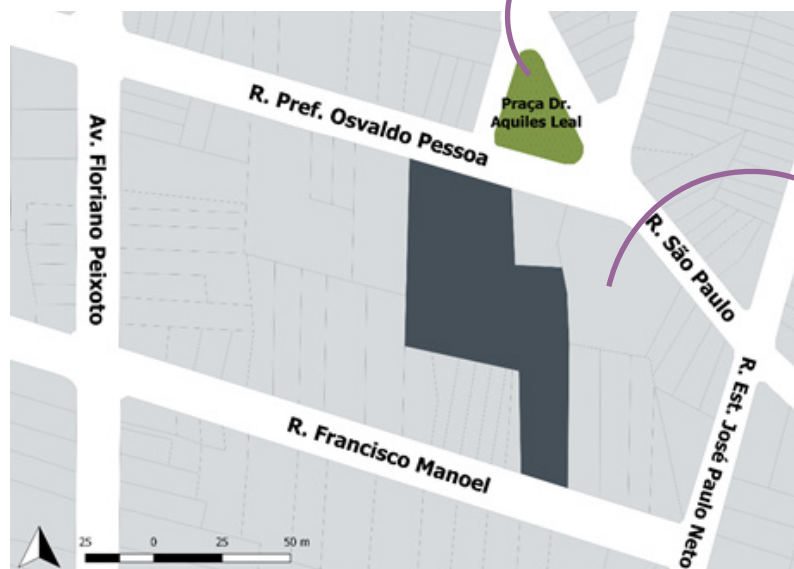 R. Pref. Osvaldo Pessoa
Praça Dr.
Aquiles Leal
Av. Floriano Peixoto
R. São Paulo
R. Est. José Paulo Neto
R. Francisco Manoel
25 0 25 50 m